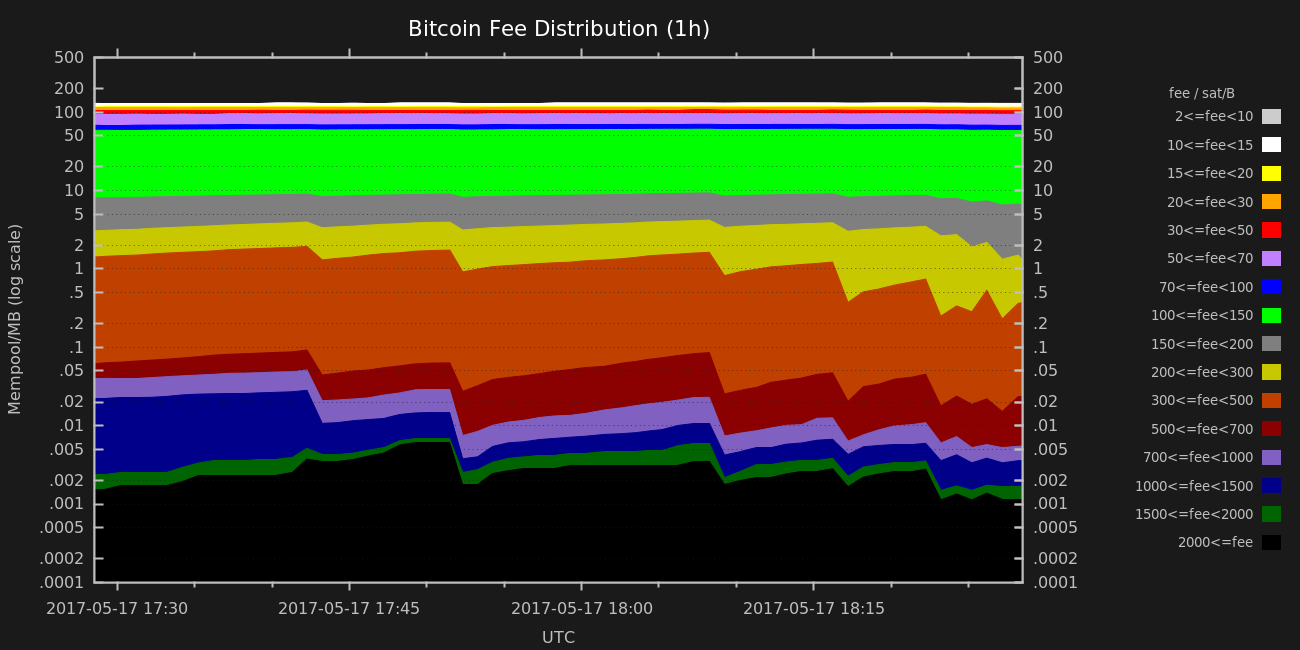 Bitcoin Fee Distribution (1h)
500
200
100
50
20
10
5
2
1
.5
.2
.1
.05
.02
.01
.005
.002
.001
.0005
.0002
.0001
Mempool/MB (log scale)
500
200
100
50
20
10
5
2
1
.5
.2
.1
.05
.02
.01
.005
.002
.001
.0005
.0002
.0001
2017-05-17 17:30
2017-05-17 17:45
2017-05-17 18:00
2017-05-17 18:15
UTC
fee / sat/B
2<=fee<10
10<=fee<15
15<=fee<20
20<=fee<30
30<=fee<50
50<=fee<70
70<=fee<100
100<=fee<150
150<=fee<200
200<=fee<300
300<=fee<500
500<=fee<700
700<=fee<1000
1000<=fee<1500
1500<=fee<2000
2000<=fee